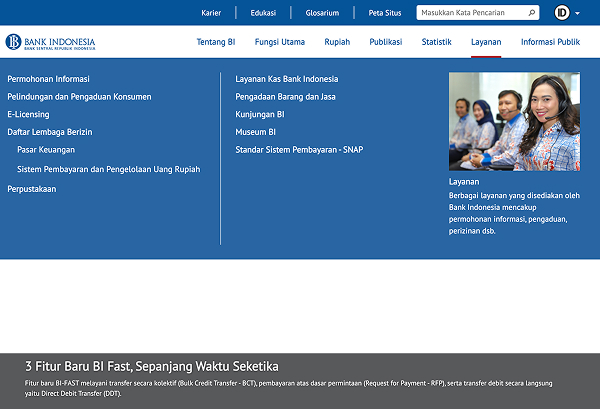 Karier
Edukasi
Glosarium
Peta Situs
Masukkan Kata Pencarian
ID
BANK INDONESIA
BANK SENTRAL REPUBLIK INDONESIA
Tentang BI
Fungsi Utama
Rupiah
Publikasi
Statistik
Layanan
Informasi Publik
Permohonan Informasi
Pelindungan dan Pengaduan Konsumen
E-Licensing
Daftar Lembaga Berizin
Pasar Keuangan
Sistem Pembayaran dan Pengelolaan Uang Rupiah
Perpustakaan
Layanan Kas Bank Indonesia
Pengadaan Barang dan Jasa
Kunjungan BI
Museum BI
Standar Sistem Pembayaran - SNAP
Layanan
Berbagai layanan yang disediakan oleh
Bank Indonesia mencakup
permohonan informasi, pengaduan,
perizinan dsb.
3 Fitur Baru BI Fast, Sepanjang Waktu Seketika
Fitur baru BI-FAST melayani transfer secara kolektif (Bulk Credit Transfer - BCT), pembayaran atas dasar permintaan (Request for Payment - RFP), serta transfer debit secara langsung
yaitu Direct Debit Transfer (DDT).